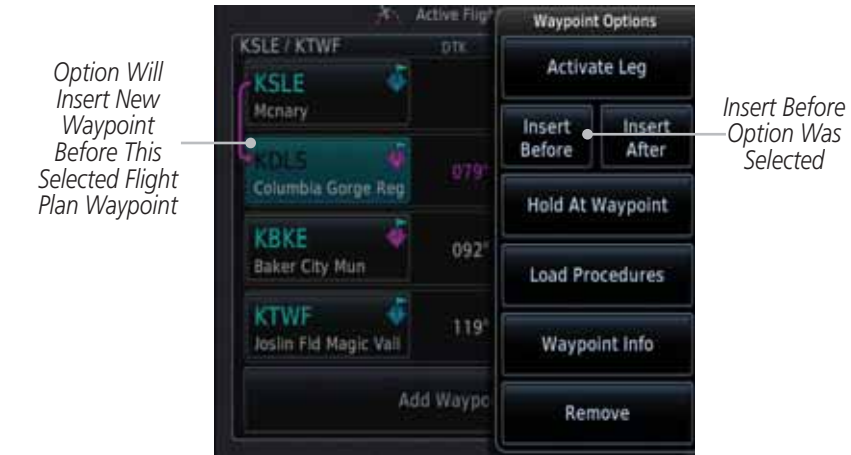 Active Flig
Waypoint Options
KSLE / KTWF
DTK
KSLE
Mcnary
KDLS
Columbia Gorge Reg
079°
KBKE
Baker City Mun
092°
KTWF
Joslin Fld Magic Vall
119°
Add Waypo
Activate Leg
Insert
Before
Insert
After
Hold At Waypoint
Load Procedures
Waypoint Info
Remove
Option Will
Insert New
Waypoint
Before This
Selected Flight
Plan Waypoint
Insert Before
Option Was
Selected